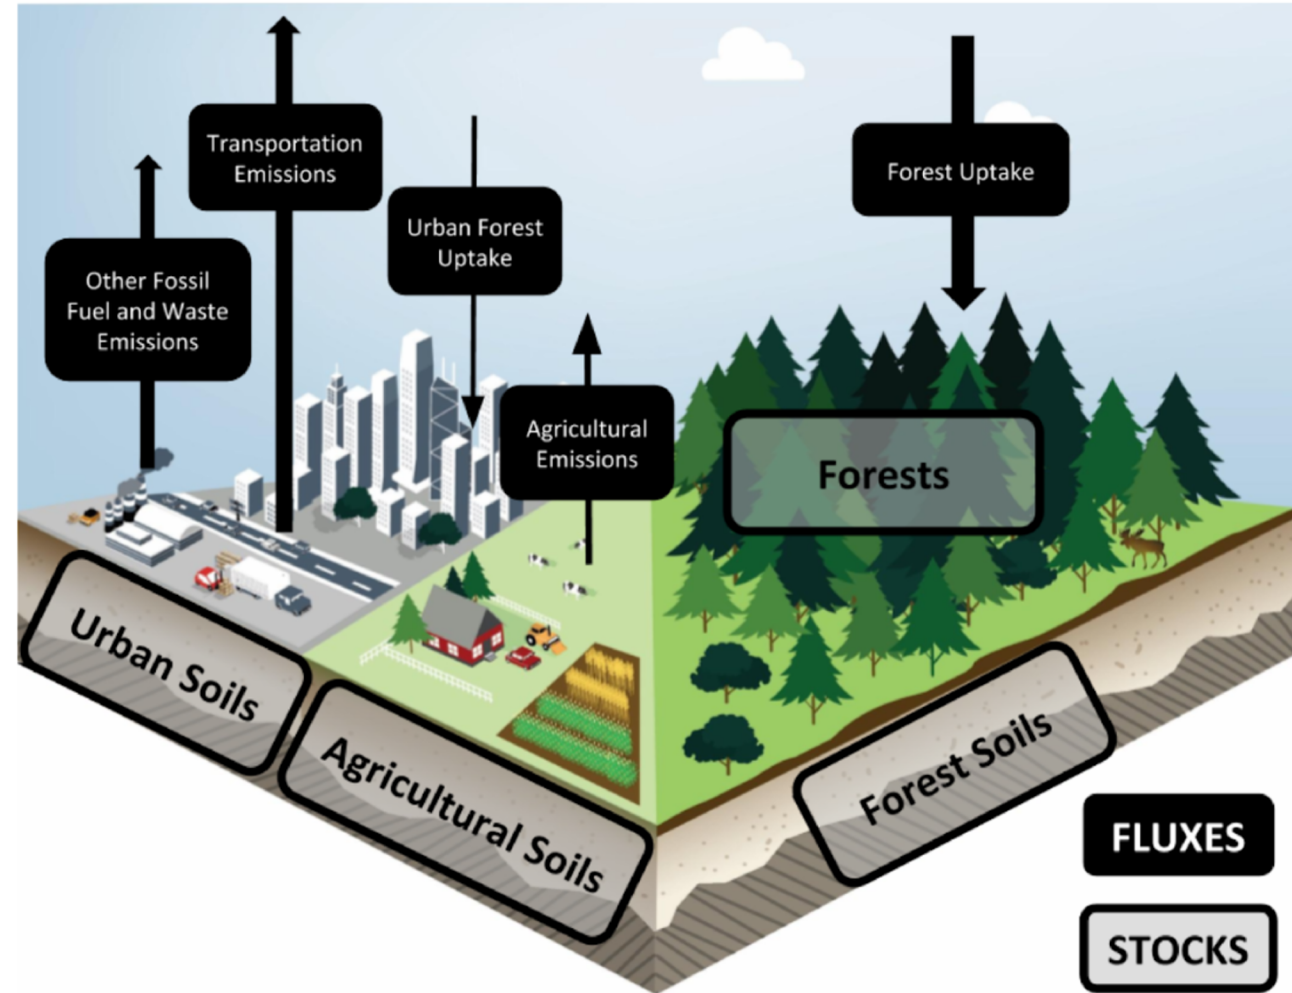 Transportation
Emissions
Forest Uptake
Urban Forest
Uptake
Other Fossil
Fuel and Waste
Emissions
Agricultural
Emissions
Forests
Urban Soils
Agricultural Soils
Forest Soils
FLUXES
STOCKS